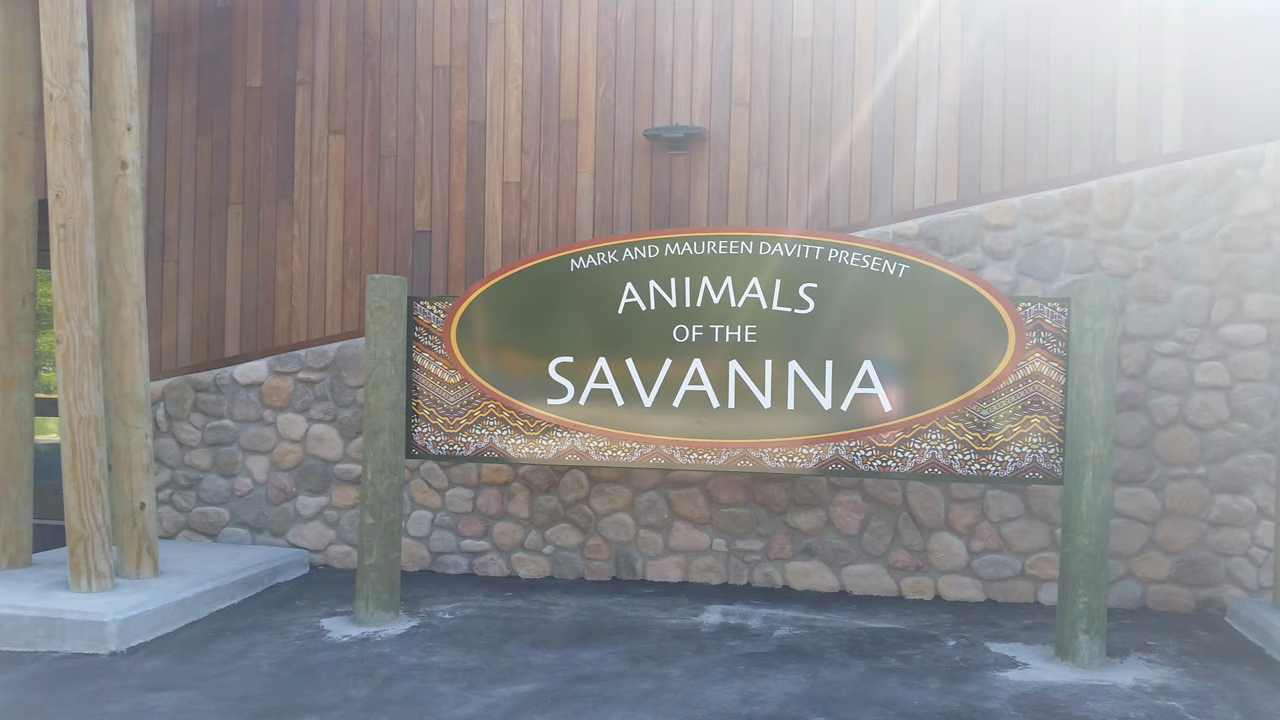 MARK AND MAUREEN DAVITT PRESENT
ANIMALS
OF THE
SAVANNA